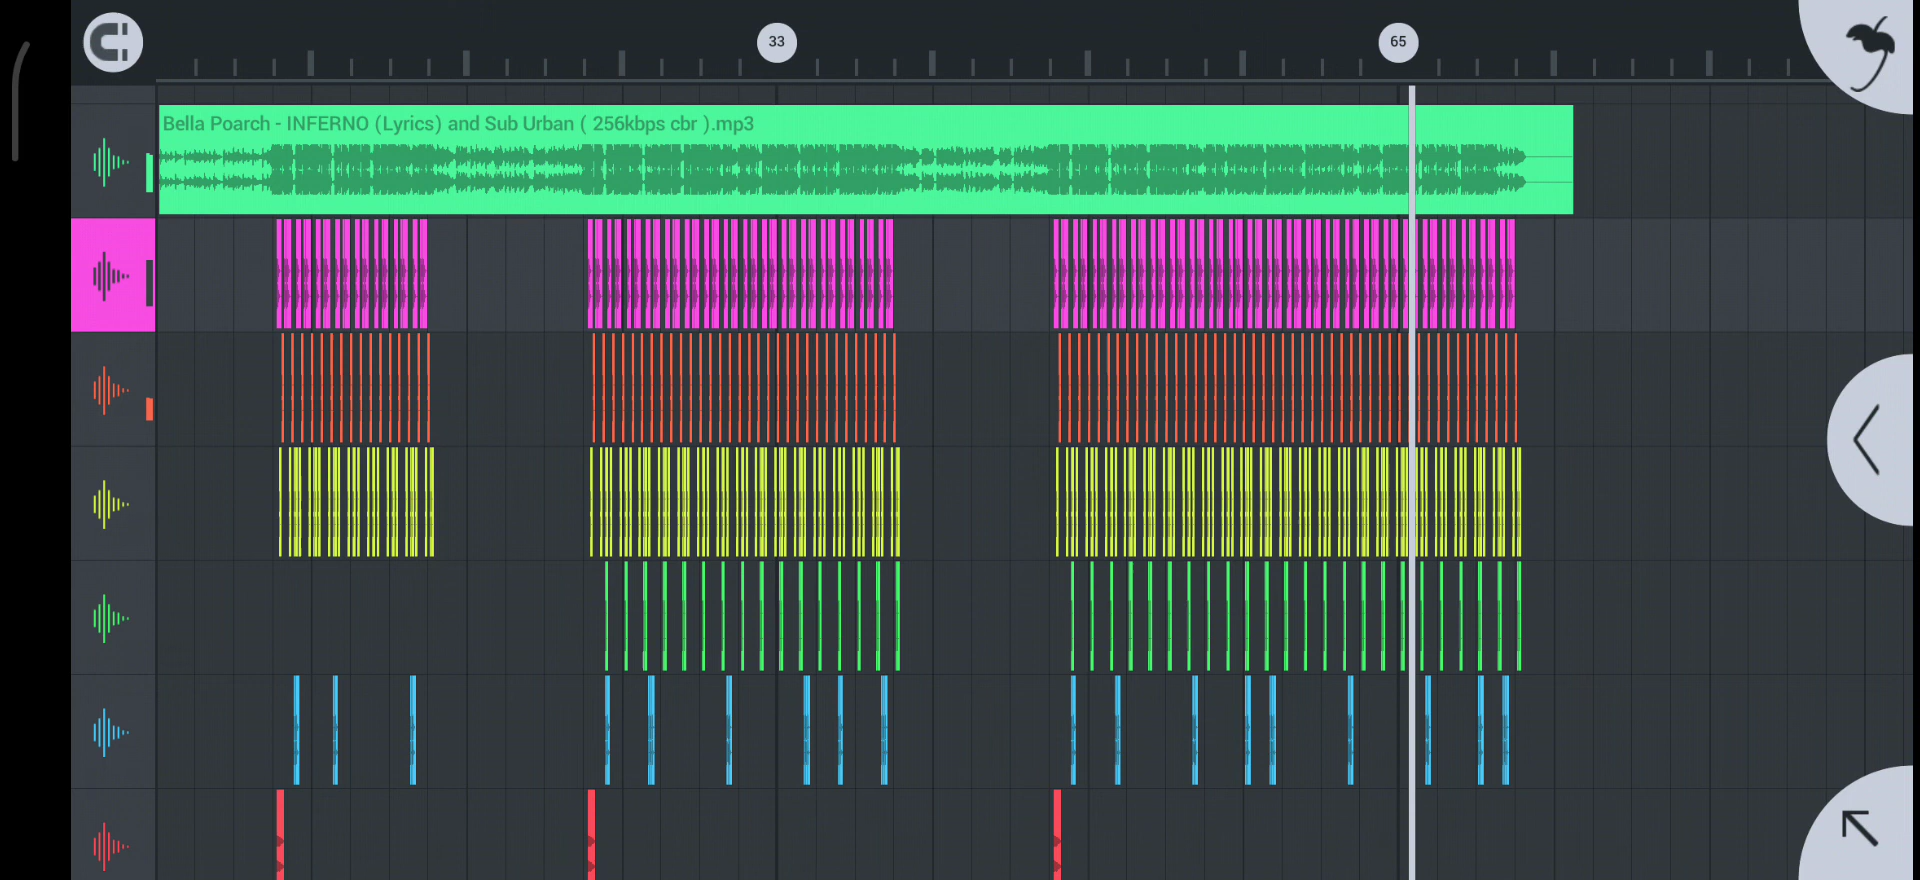 33
65
Bella Poarch - INFERNO (Lyrics) and Sub Urban ( 256kbps cbr ).mp3